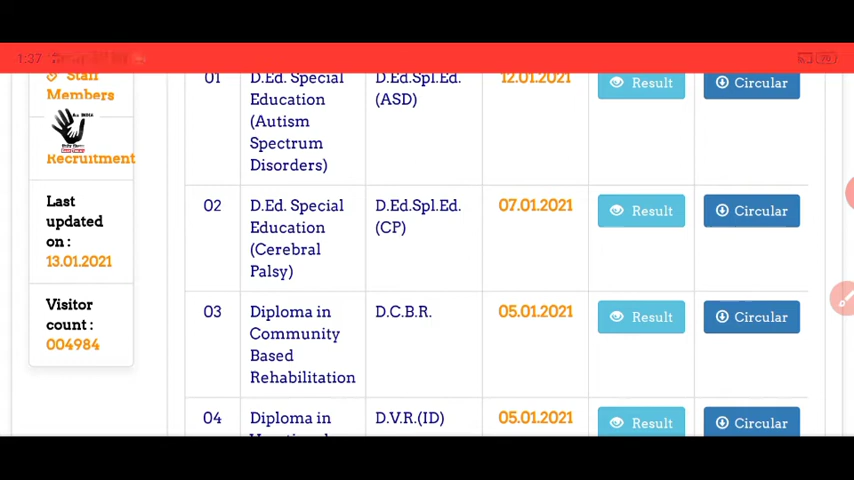 1:37
70
Staff
Members
Recruitment
Last
updated
on :
13.01.2021
Visitor
count :
004984
01
D.Ed. Special
Education
(Autism
Spectrum
Disorders)
D.Ed.Spl.Ed.
(ASD)
12.01.2021
Result
Circular
02
D.Ed. Special
Education
(Cerebral
Palsy)
D.Ed.Spl.Ed.
(CP)
07.01.2021
Result
Circular
03
Diploma in
Community
Based
Rehabilitation
D.C.B.R.
05.01.2021
Result
Circular
04
Diploma in
D.V.R.(ID)
05.01.2021
Result
Circular